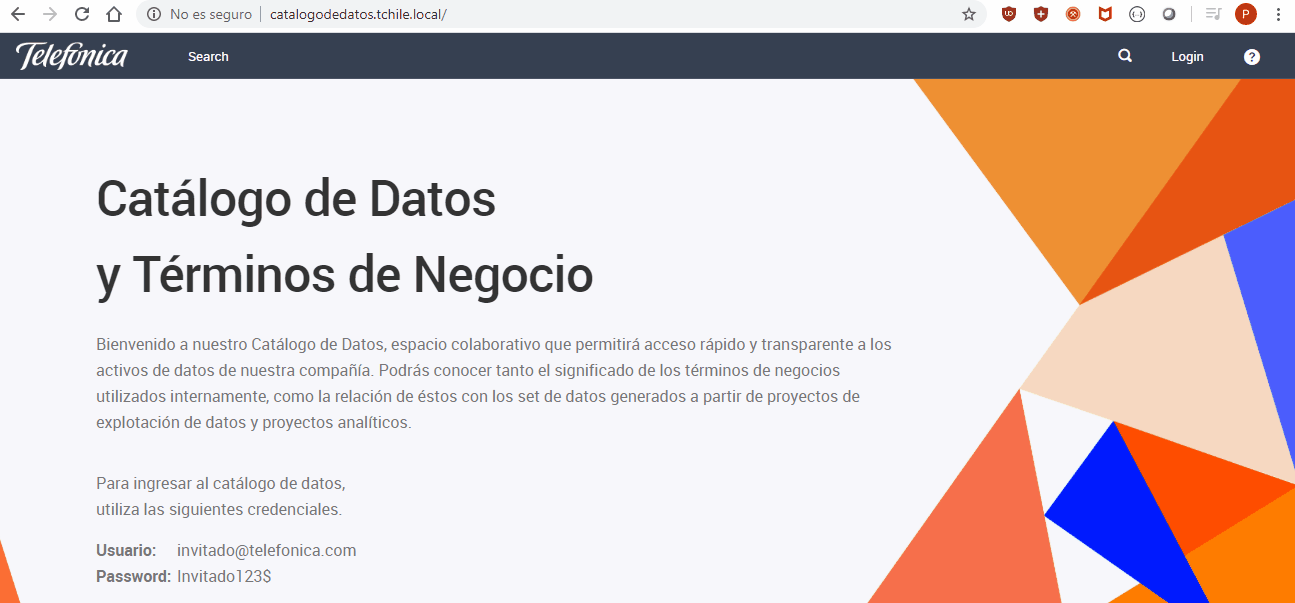 No es seguro catalogodedatos.tchile.local/
P
Telefónica Search Login ?
Catálogo de Datos
y Términos de Negocio
Bienvenido a nuestro Catálogo de Datos, espacio colaborativo que permitirá acceso rápido y transparente a los
activos de datos de nuestra compañía. Podrás conocer tanto el significado de los términos de negocios
utilizados internamente, como la relación de éstos con los set de datos generados a partir de proyectos de
explotación de datos y proyectos analíticos.
Para ingresar al catálogo de datos,
utiliza las siguientes credenciales.
Usuario: invitado@telefonica.com
Password: Invitado123$